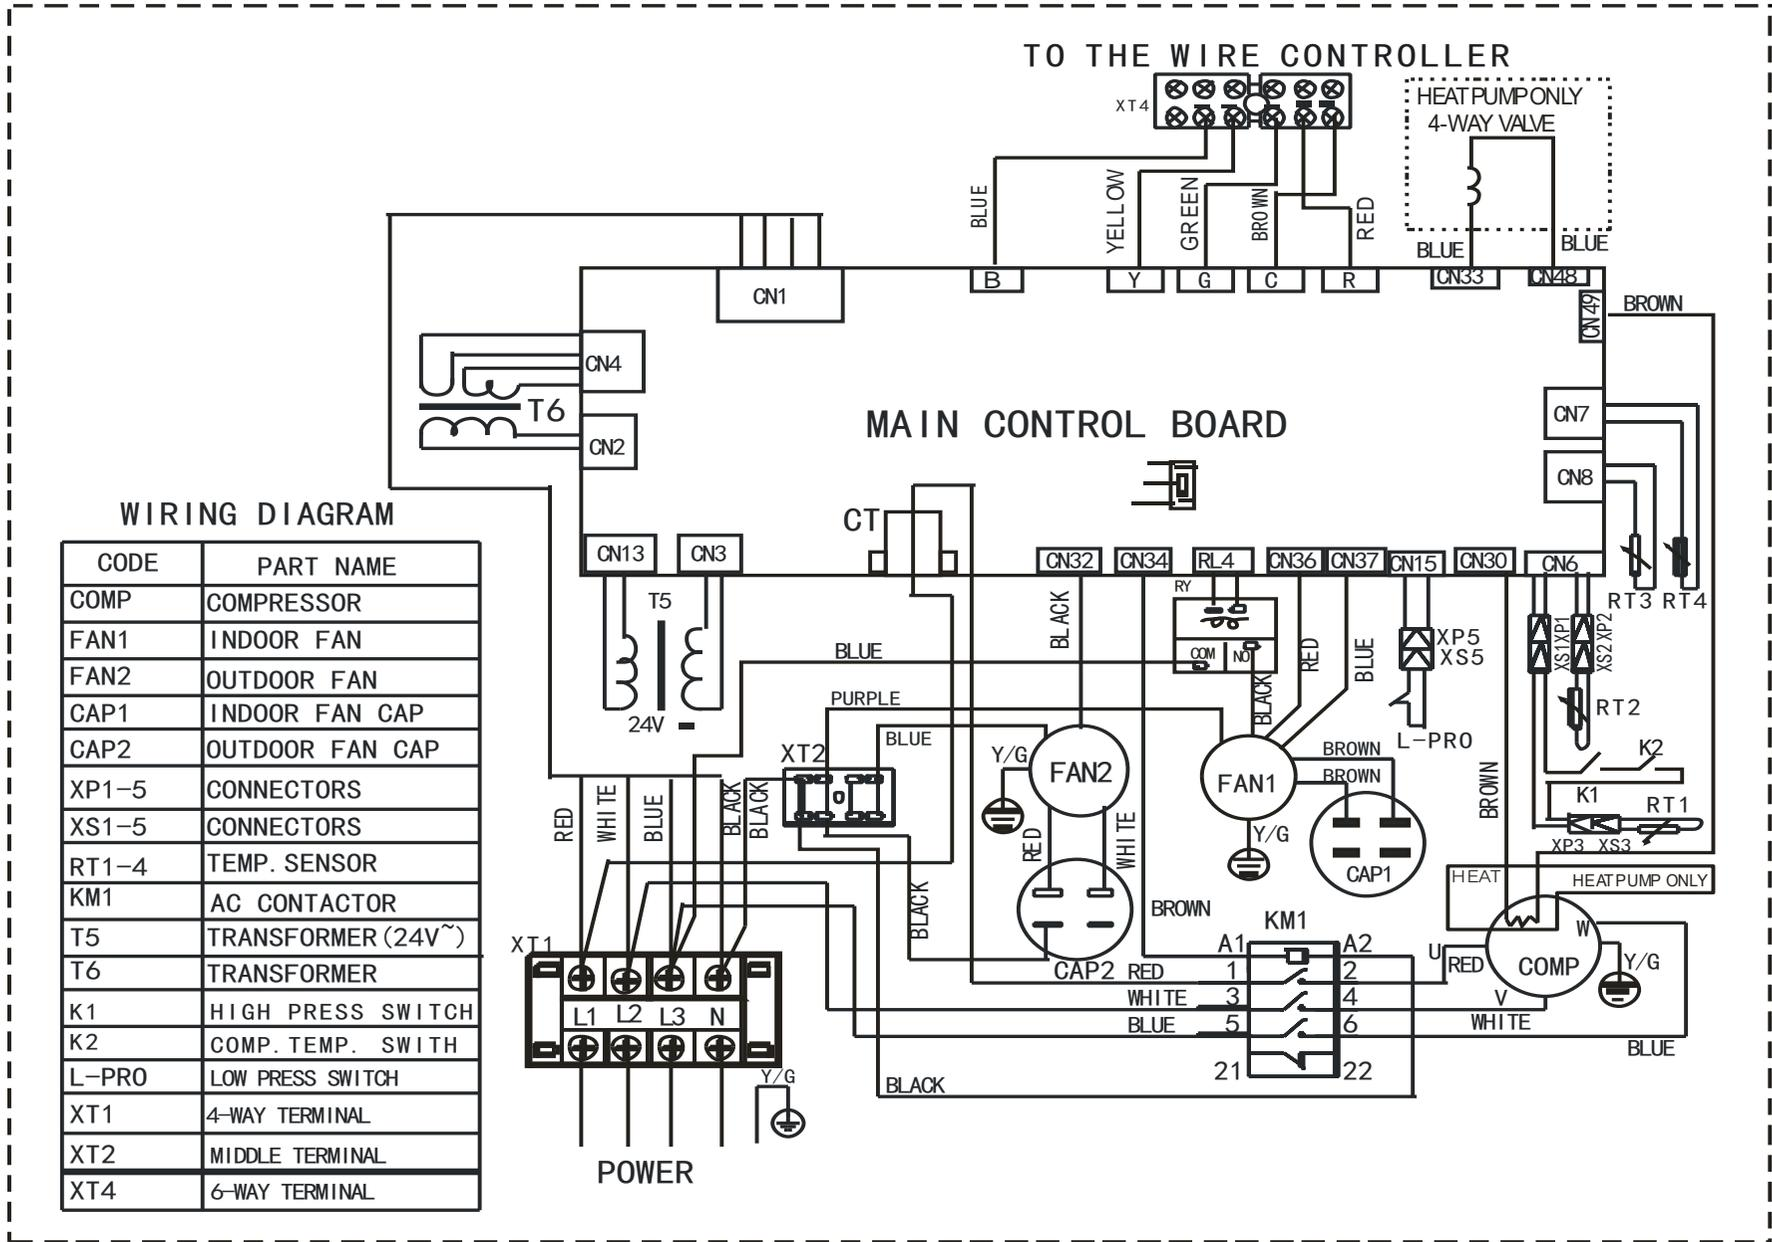 TO THE WIRE CONTROLLER
XT4
HEAT PUMP ONLY
4-WAY VALVE
BLUE
YELLOW
GREEN
BROWN
RED
BLUE
BLUE
CN1
B
Y
G
C
R
CN33
CN48
CN49
BROWN
CN4
T6
CN2
MAIN CONTROL BOARD
CN7
CN8
CT
CN13
CN3
CN32
CN34
RL4
CN36
CN37
CN15
CN30
CN6
RT3
RT4
T5
24V
RY
COM
NO
BLACK
RED
BLUE
XP5
XS5
XS1XP1
XS2XP2
RT2
BLUE
PURPLE
BLUE
BLACK
L-PRO
K2
K1
RT1
XP3
XS3
XT2
Y/G
FAN2
FAN1
BROWN
BROWN
BROWN
Y/G
RED
WHITE
BLUE
BLACK
BLACK
RED
WHITE
CAP1
HEAT
HEAT PUMP ONLY
BLACK
CAP2
BROWN
KM1
A1
A2
RED
1
2
WHITE
3
4
BLUE
5
6
21
22
U
RED
W
COMP
Y/G
V
WHITE
BLUE
XT1
L1
L2
L3
N
Y/G
BLACK
POWER
WIRING DIAGRAM
CODE PART NAME
COMP COMPRESSOR
FAN1 INDOOR FAN
FAN2 OUTDOOR FAN
CAP1 INDOOR FAN CAP
CAP2 OUTDOOR FAN CAP
XP1-5 CONNECTORS
XS1-5 CONNECTORS
RT1-4 TEMP. SENSOR
KM1 AC CONTACTOR
T5 TRANSFORMER(24V~)
T6 TRANSFORMER
K1 HIGH PRESS SWITCH
K2 COMP. TEMP. SWITH
L-PRO LOW PRESS SWITCH
XT1 4-WAY TERMINAL
XT2 MIDDLE TERMINAL
XT4 6-WAY TERMINAL